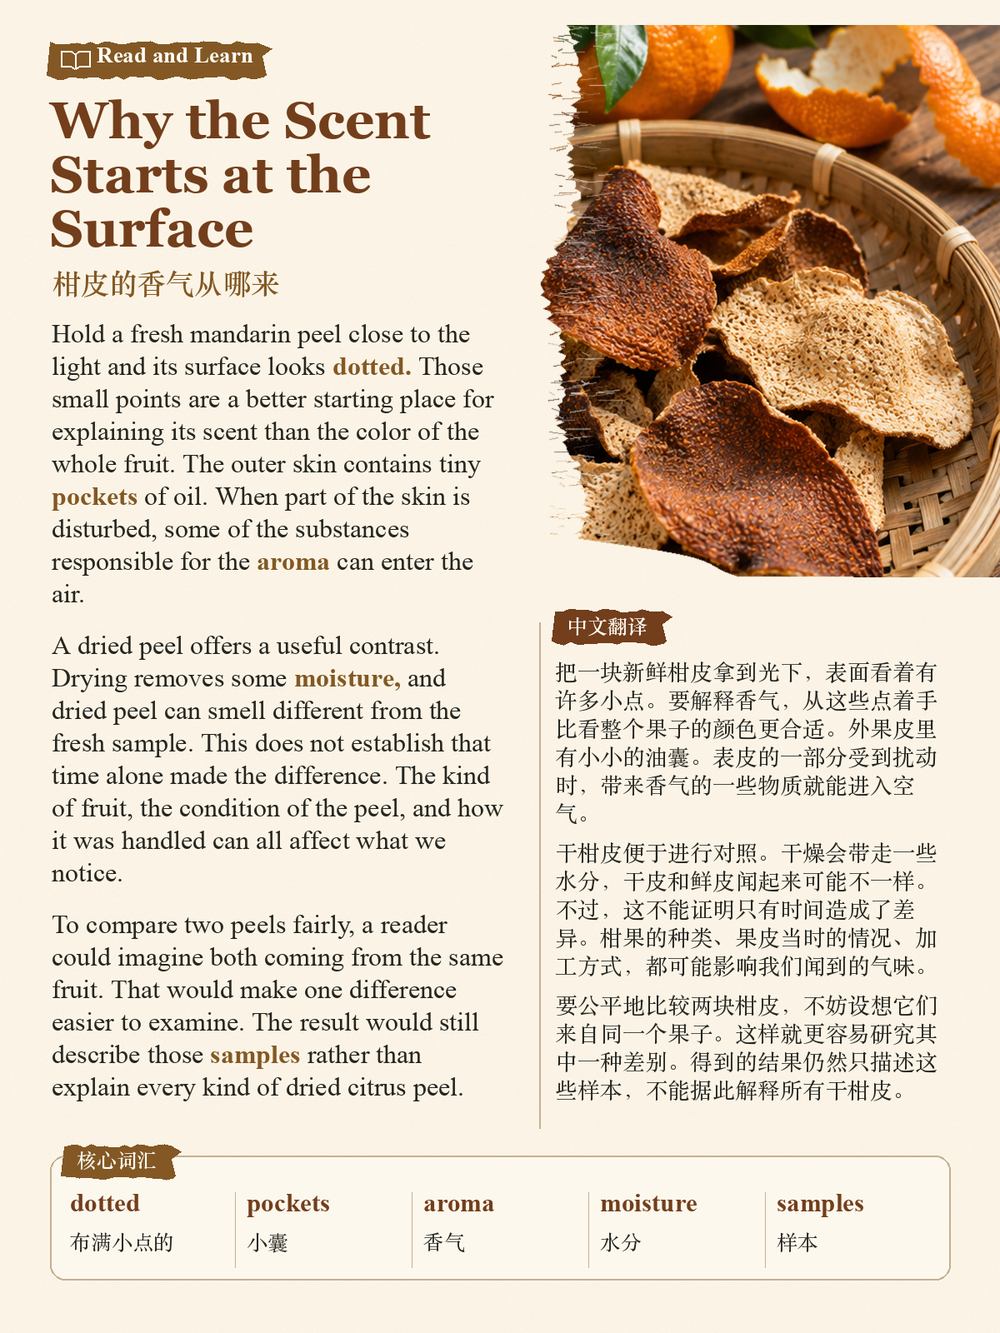 Read and Learn
Why the Scent
Starts at the
Surface
柑皮的香气从哪来
Hold a fresh mandarin peel close to the
light and its surface looks dotted. Those
small points are a better starting place for
explaining its scent than the color of the
whole fruit. The outer skin contains tiny
pockets of oil. When part of the skin is
disturbed, some of the substances
responsible for the aroma can enter the
air.
A dried peel offers a useful contrast.
Drying removes some moisture, and
dried peel can smell different from the
fresh sample. This does not establish that
time alone made the difference. The kind
of fruit, the condition of the peel, and how
it was handled can all affect what we
notice.
To compare two peels fairly, a reader
could imagine both coming from the same
fruit. That would make one difference
easier to examine. The result would still
describe those samples rather than
explain every kind of dried citrus peel.
中文翻译
把一块新鲜柑皮拿到光下，表面看着有
许多小点。要解释香气，从这些点着手
比看整个果子的颜色更合适。外果皮里
有小小的油囊。表皮的一部分受到扰动
时，带来香气的一些物质就能进入空
气。
干柑皮便于进行对照。干燥会带走一些
水分，干皮和鲜皮闻起来可能不一样。
不过，这不能证明只有时间造成了差
异。柑果的种类、果皮当时的情况、加
工方式，都可能影响我们闻到的气味。
要公平地比较两块柑皮，不妨设想它们
来自同一个果子。这样就更容易研究其
中一种差别。得到的结果仍然只描述这
些样本，不能据此解释所有干柑皮。
核心词汇
dotted
布满小点的
pockets
小囊
aroma
香气
moisture
水分
samples
样本